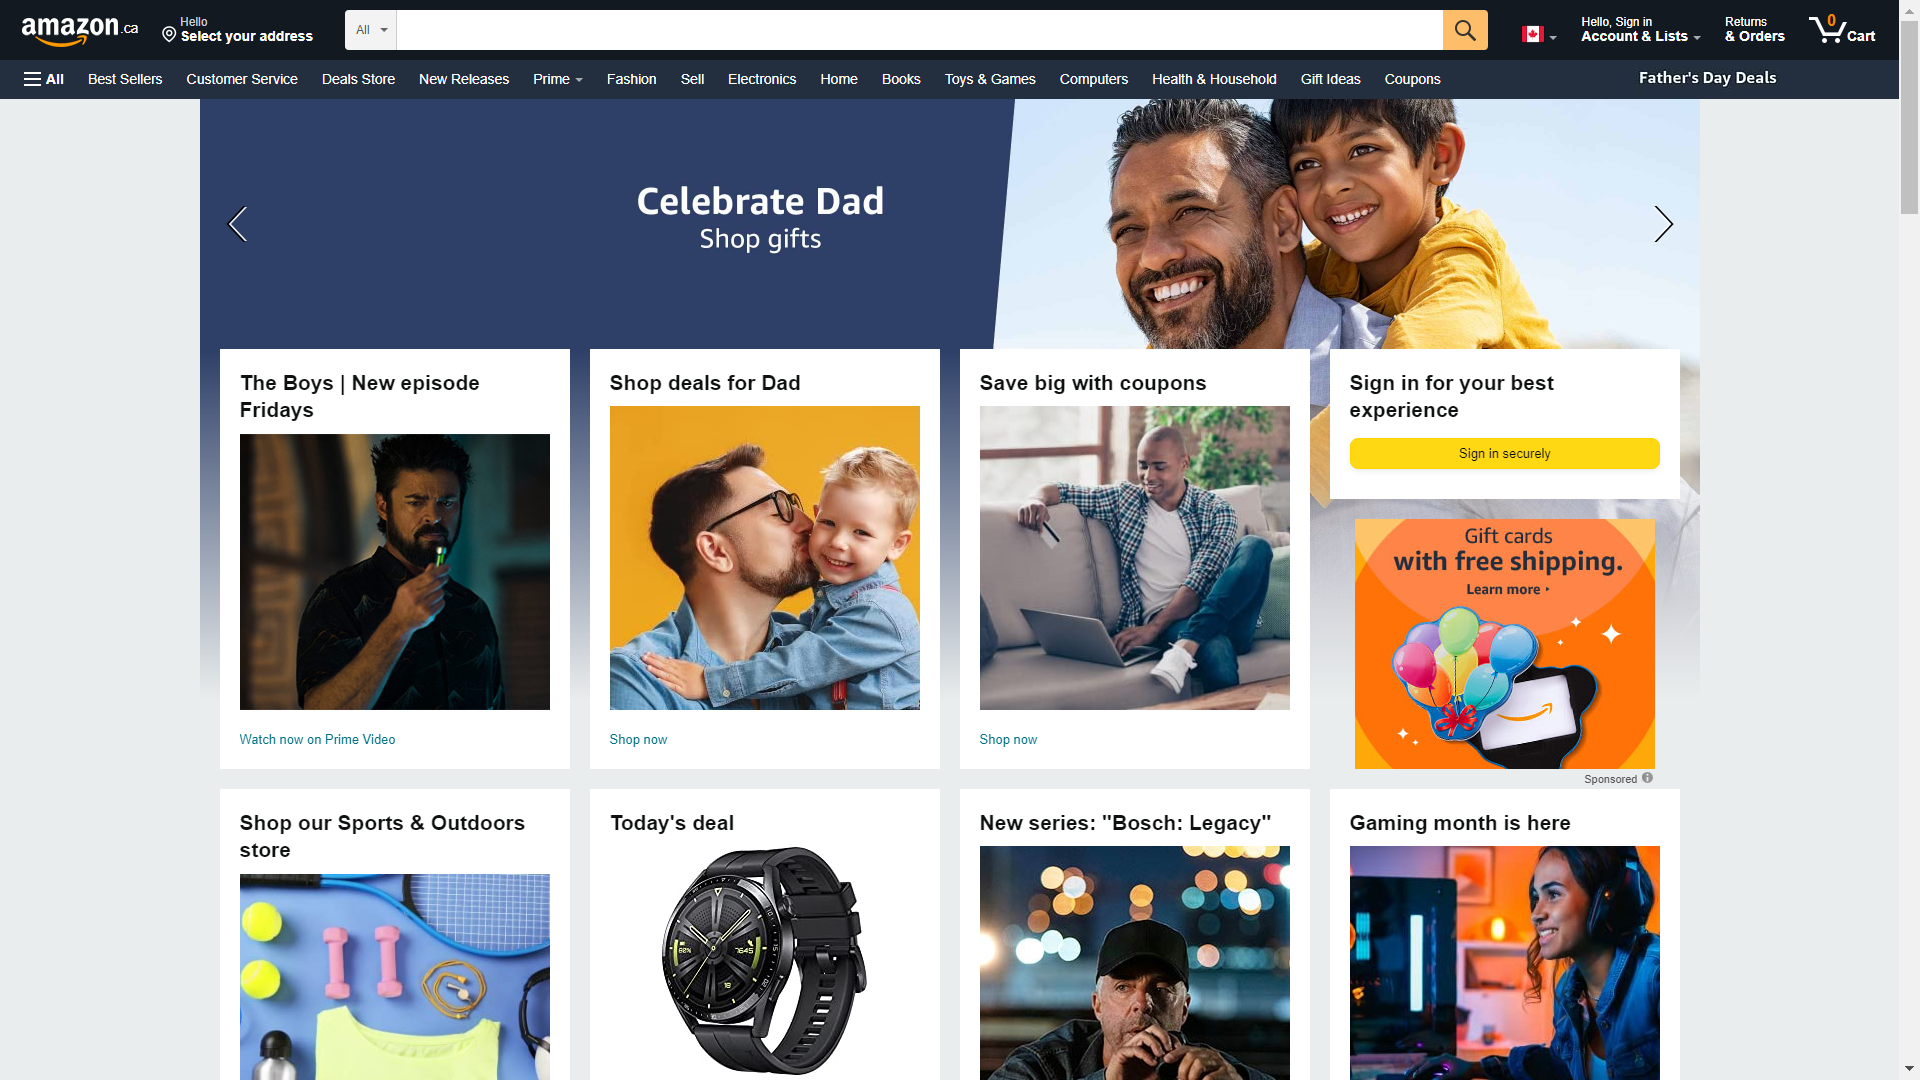 amazon.ca
Hello
Select your address
All
Hello, Sign in
Account & Lists
Returns
& Orders
0
Cart
All
Best Sellers
Customer Service
Deals Store
New Releases
Prime
Fashion
Sell
Electronics
Home
Books
Toys & Games
Computers
Health & Household
Gift Ideas
Coupons
Father's Day Deals
Celebrate Dad
Shop gifts
The Boys | New episode
Fridays
Watch now on Prime Video
Shop deals for Dad
Shop now
Save big with coupons
Shop now
Sign in for your best
experience
Sign in securely
Gift cards
with free shipping.
Learn more
Sponsored
Shop our Sports & Outdoors
store
Today's deal
New series: "Bosch: Legacy"
Gaming month is here